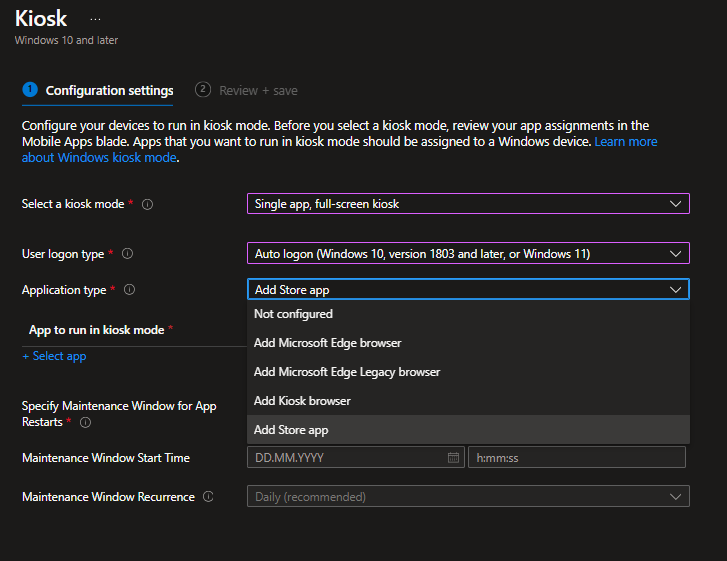 Kiosk ...
Windows 10 and later
1 Configuration settings 2 Review + save
Configure your devices to run in kiosk mode. Before you select a kiosk mode, review your app assignments in the
Mobile Apps blade. Apps that you want to run in kiosk mode should be assigned to a Windows device. Learn more
about Windows kiosk mode.
Select a kiosk mode * Single app, full-screen kiosk
User logon type * Auto logon (Windows 10, version 1803 and later, or Windows 11)
Application type * Add Store app
Not configured
App to run in kiosk mode *
Add Microsoft Edge browser
+ Select app
Add Microsoft Edge Legacy browser
Add Kiosk browser
Specify Maintenance Window for App
Restarts *
Add Store app
Maintenance Window Start Time DD.MM.YYYY h:mm:ss
Maintenance Window Recurrence Daily (recommended)